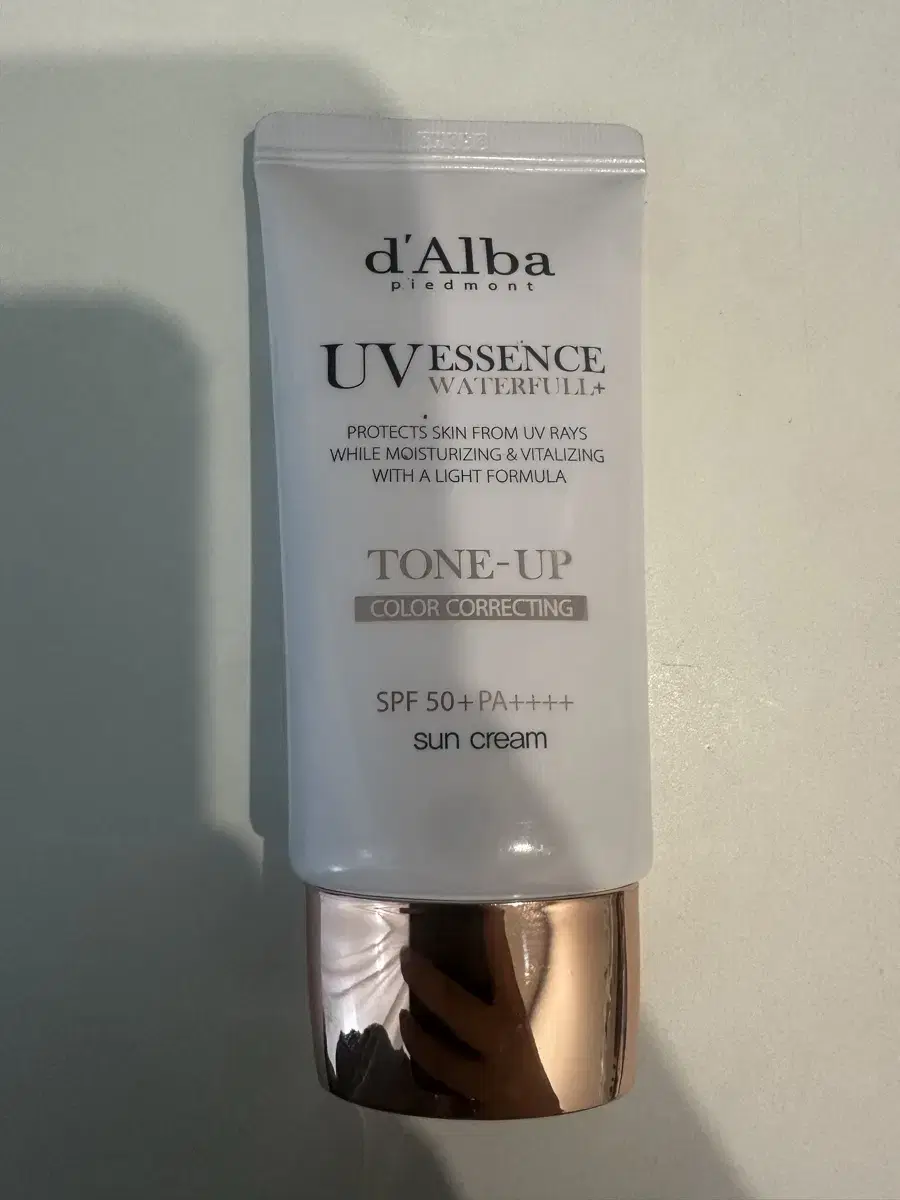 d'Alba
piedmont
UV ESSENCE
WATERFULL+
PROTECTS SKIN FROM UV RAYS
WHILE MOISTURIZING & VITALIZING
WITH A LIGHT FORMULA
TONE-UP
COLOR CORRECTING
SPF 50+PA++++
sun cream